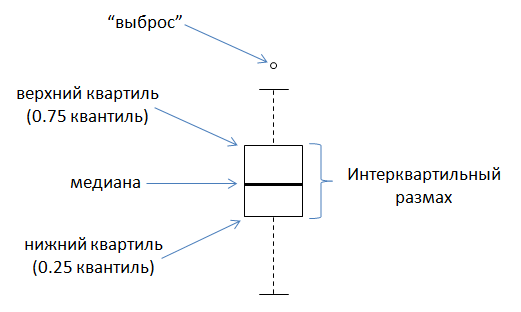 “выброс”
верхний квартиль
(0.75 квантиль)
медиана
Интерквартильный
размах
нижний квартиль
(0.25 квантиль)